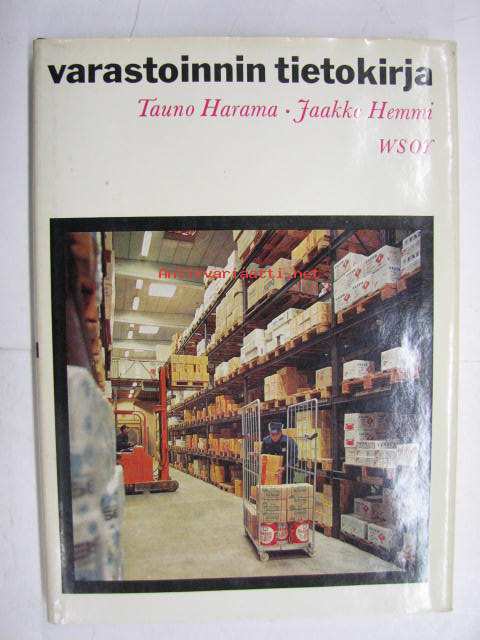 varastoinnin tietokirja
Tauno Harama · Jaakko Hemmi
WSOY
Antikvariaatti.net